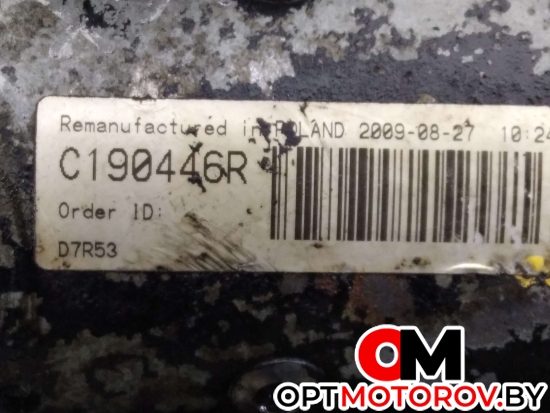 Remanufactured in POLAND 2009-08-27 10:24
C190446R
Order ID:
D7R53
OM
OPTMOTOROV.BY